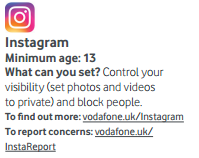 Instagram
Minimum age: 13
What can you set? Control your
visibility (set photos and videos
to private) and block people.
To find out more: vodafone.uk/Instagram
To report concerns: vodafone.uk/
InstaReport